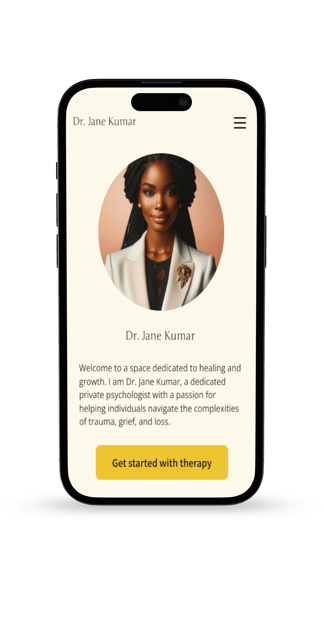 Dr. Jane Kumar
Dr. Jane Kumar
Welcome to a space dedicated to healing and
growth. I am Dr. Jane Kumar, a dedicated
private psychologist with a passion for
helping individuals navigate the complexities
of trauma, grief, and loss.
Get started with therapy